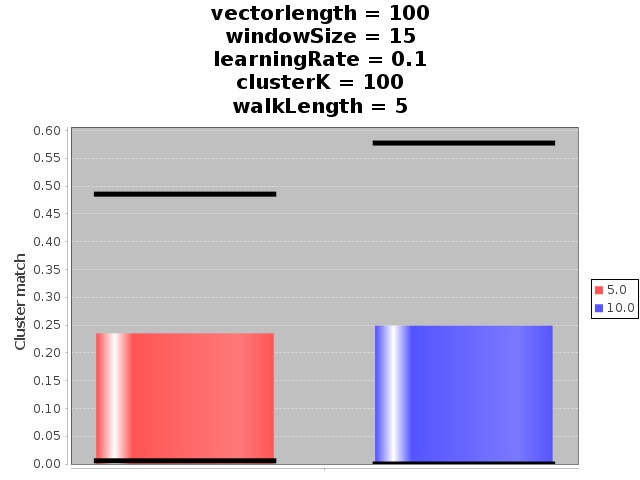 vectorlength = 100
windowSize = 15
learningRate = 0.1
clusterK = 100
walkLength = 5
0.60
0.55
0.50
0.45
0.40
0.35
0.30
0.25
0.20
0.15
0.10
0.05
0.00
Cluster match
5.0
10.0